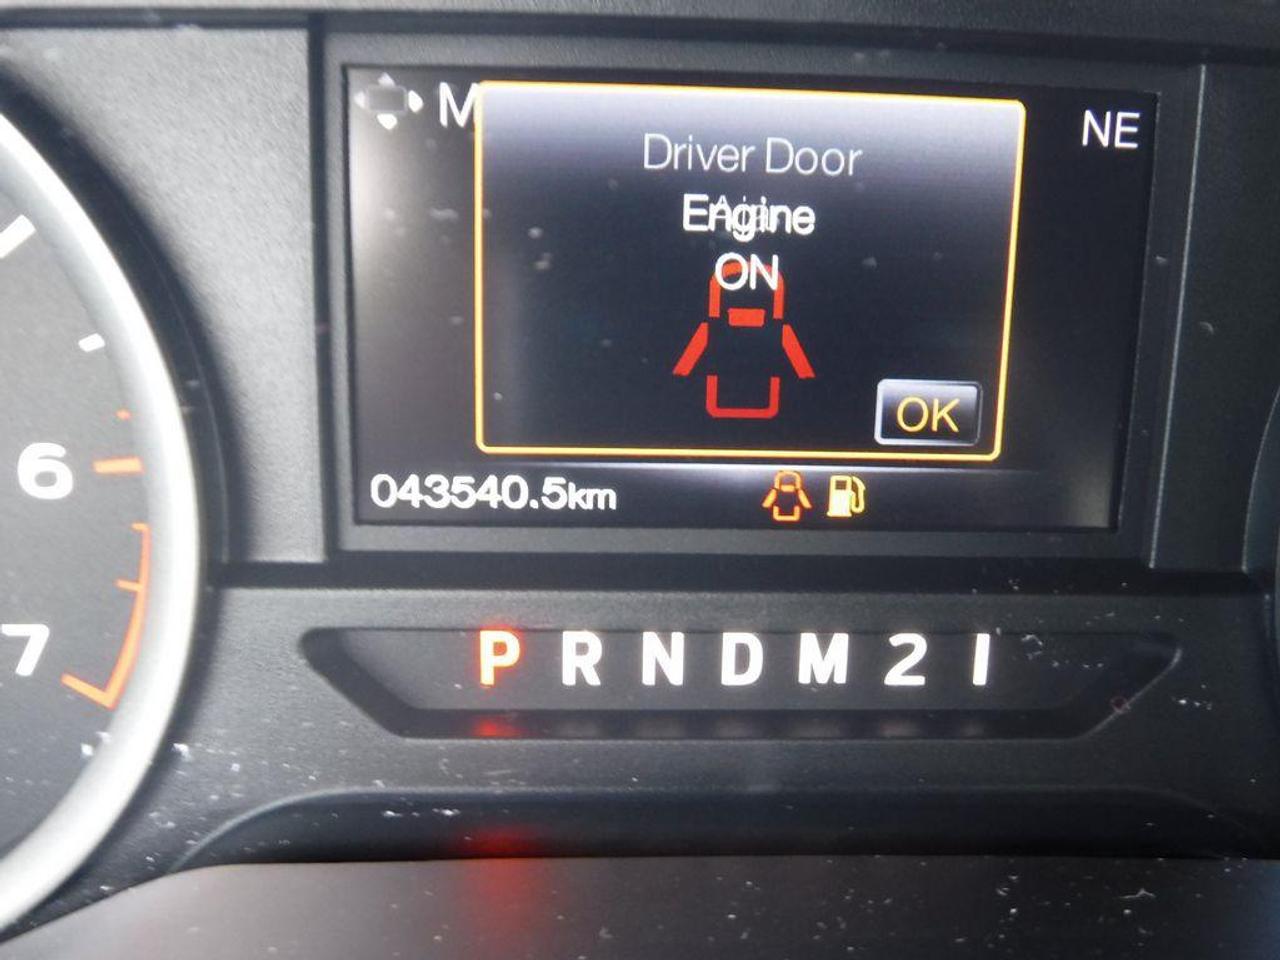 M
NE
Driver Door
Engine
ON
OK
043540.5km
6
7
P R N D M 2 1